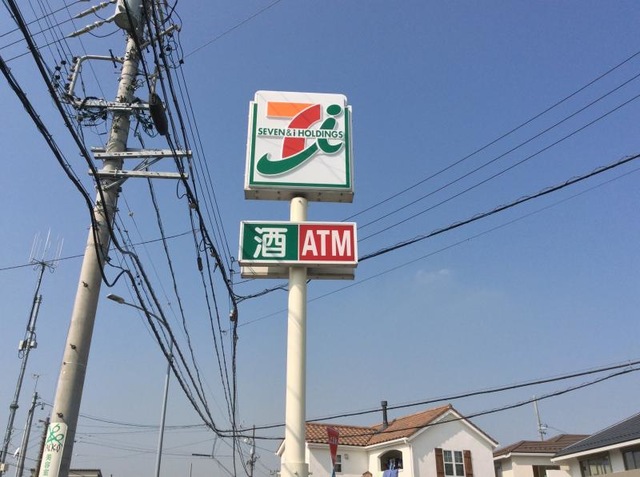 SEVEN&i HOLDINGS
酒 ATM